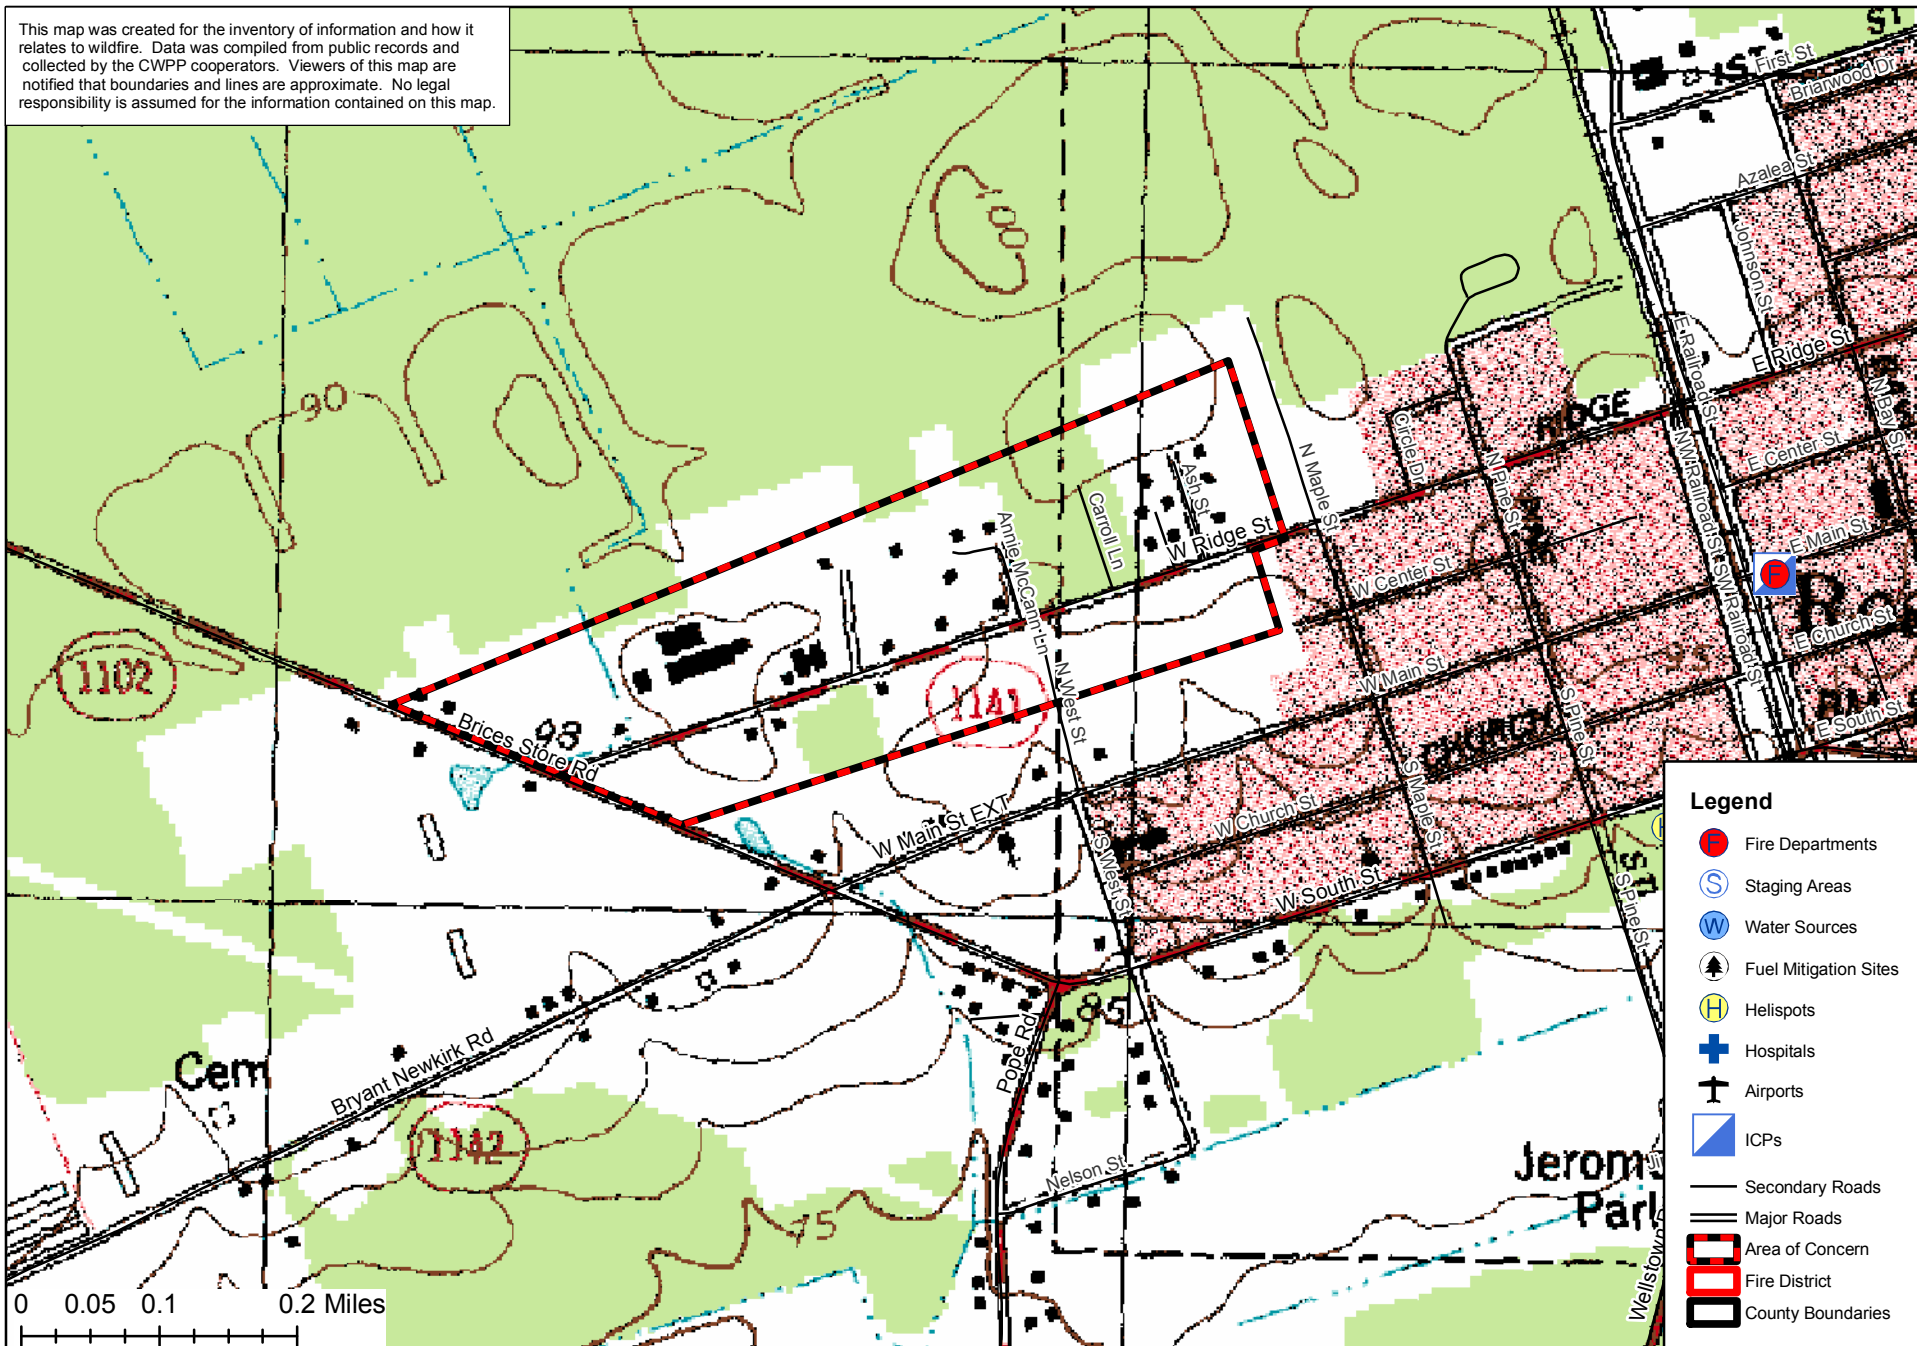 This map was created for the inventory of information and how it
relates to wildfire. Data was compiled from public records and
collected by the CWPP cooperators. Viewers of this map are
notified that boundaries and lines are approximate. No legal
responsibility is assumed for the information contained on this map.
ST
First St
Briarwood Dr
Azalea St
Johnson St
100
E Railroad St
E Ridge St
N Bay St
90
RIDGE
Circle Dr
N Maple St
N Pine St
E Center St
Ash St
Carroll Ln
W Ridge St
Annie McCann Ln
NW Railroad St
E Main St
F
W Center St
SW Railroad St
E Church St
1102
95
1141
N West St
W Main St
S Pine St
E South St
Brices Store Rd
98
CHURCH
S Maple St
W Church St
W Main St EXT
S West St
W South St
ST
S Pine St
85
Pope Rd
Cem
Bryant Newkirk Rd
1142
Nelson St
75
Wellstown
0 0.05 0.1 0.2 Miles
Legend
F Fire Departments
S Staging Areas
W Water Sources
Fuel Mitigation Sites
H Helispots
Hospitals
Airports
ICPs
Secondary Roads
Major Roads
Area of Concern
Fire District
County Boundaries